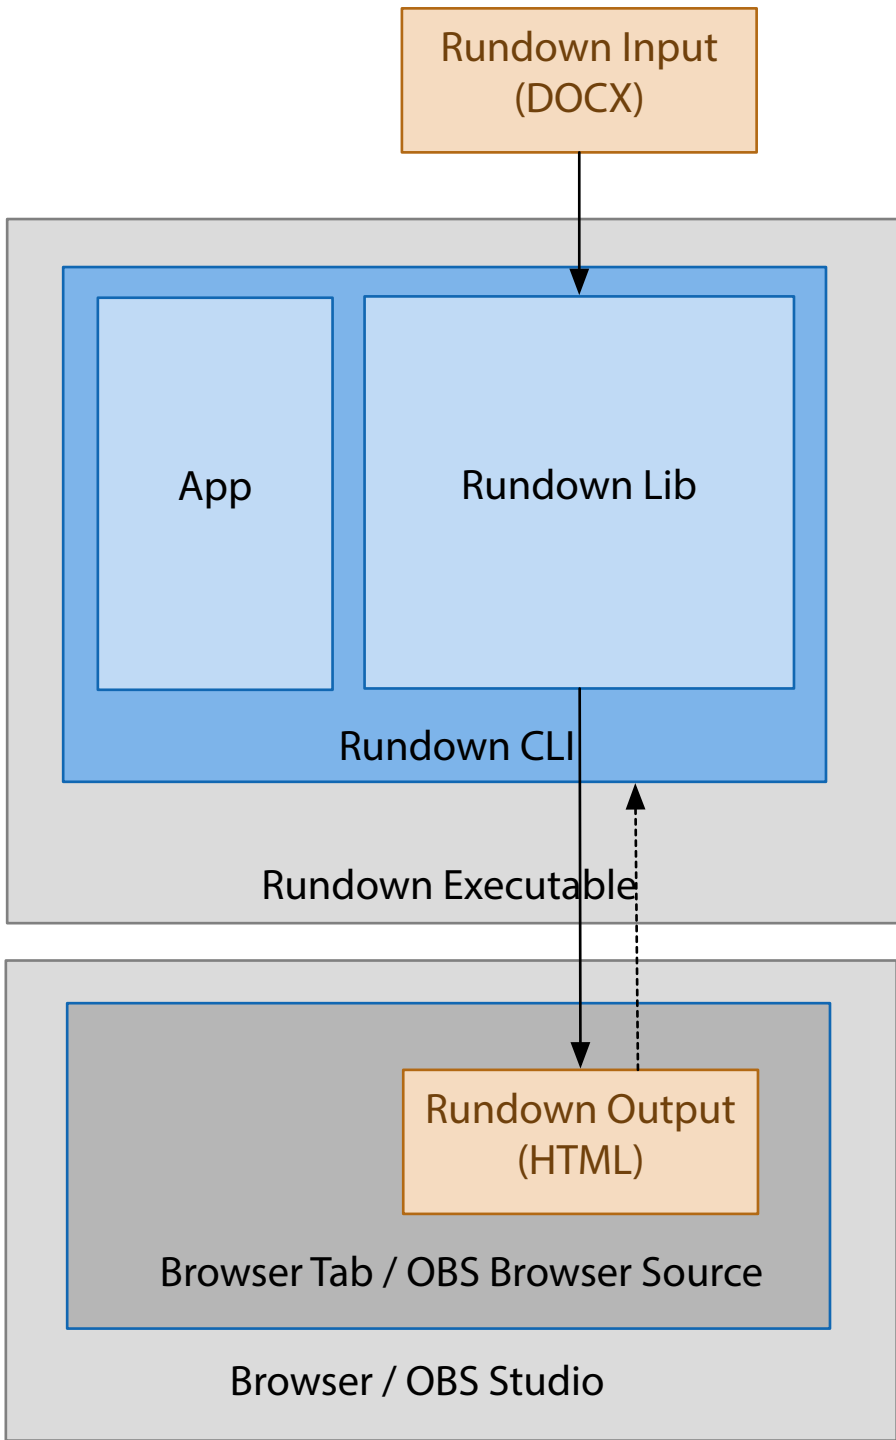 Rundown Input
(DOCX)
App
Rundown Lib
Rundown CLI
Rundown Executable
Rundown Output
(HTML)
Browser Tab / OBS Browser Source
Browser / OBS Studio